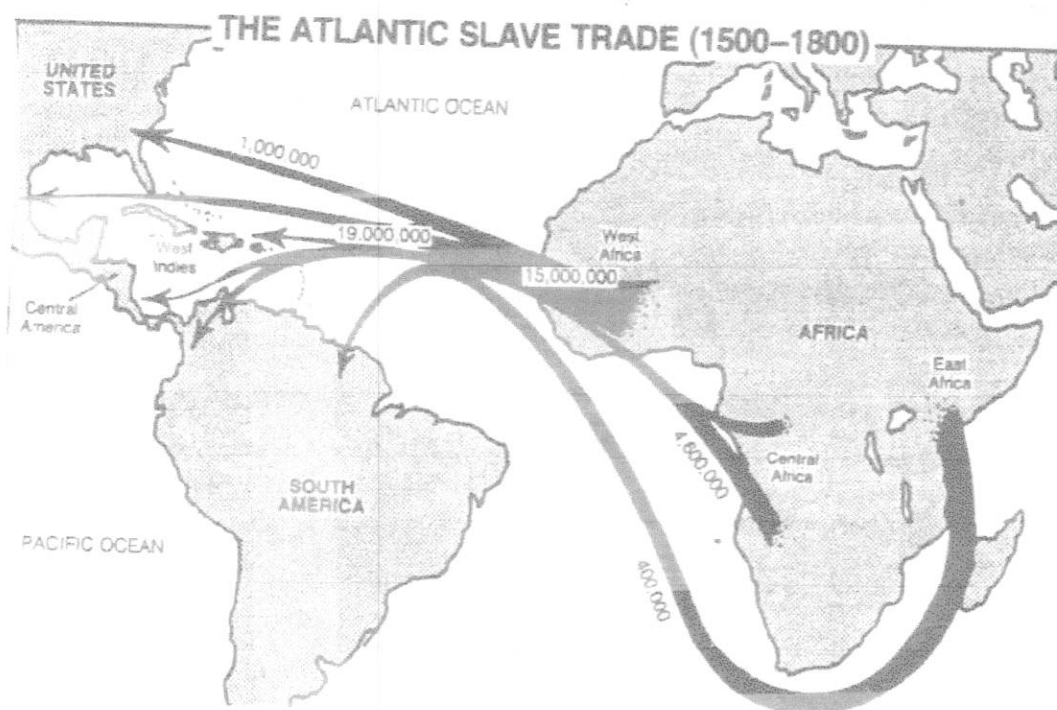 THE ATLANTIC SLAVE TRADE (1500–1800)
UNITED
STATES
ATLANTIC OCEAN
1,000,000
19,000,000
West
Indies
West
Africa
15,000,000
Central
America
AFRICA
East
Africa
4,600,000
Central
Africa
SOUTH
AMERICA
PACIFIC OCEAN
400,000